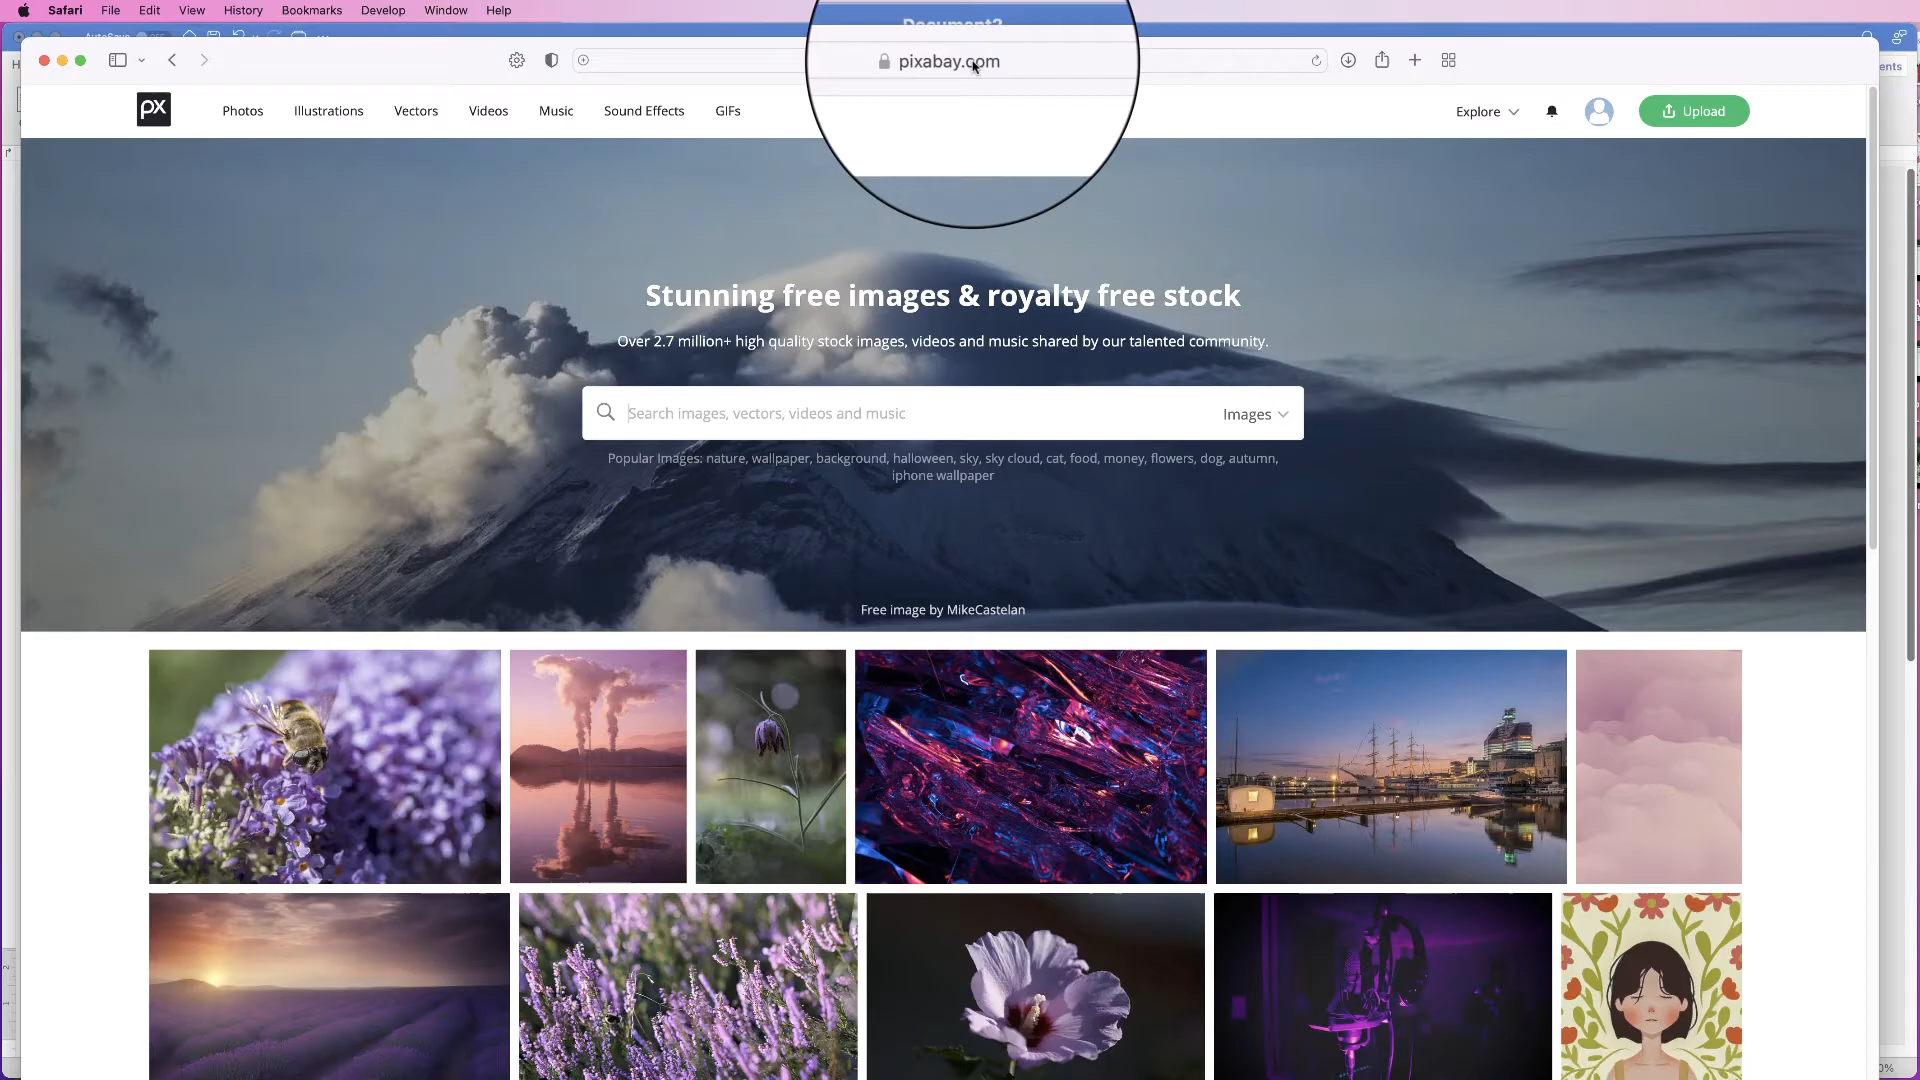 Safari File Edit View History Bookmarks Develop Window Help
AutoSave
Document2
pixabay.com
ents
px
Photos Illustrations Vectors Videos Music Sound Effects GIFs
Explore
Upload
Stunning free images & royalty free stock
Over 2.7 million+ high quality stock images, videos and music shared by our talented community.
Search images, vectors, videos and music
Images
Popular Images: nature, wallpaper, background, halloween, sky, sky cloud, cat, food, money, flowers, dog, autumn,
iphone wallpaper
Free image by MikeCastelan